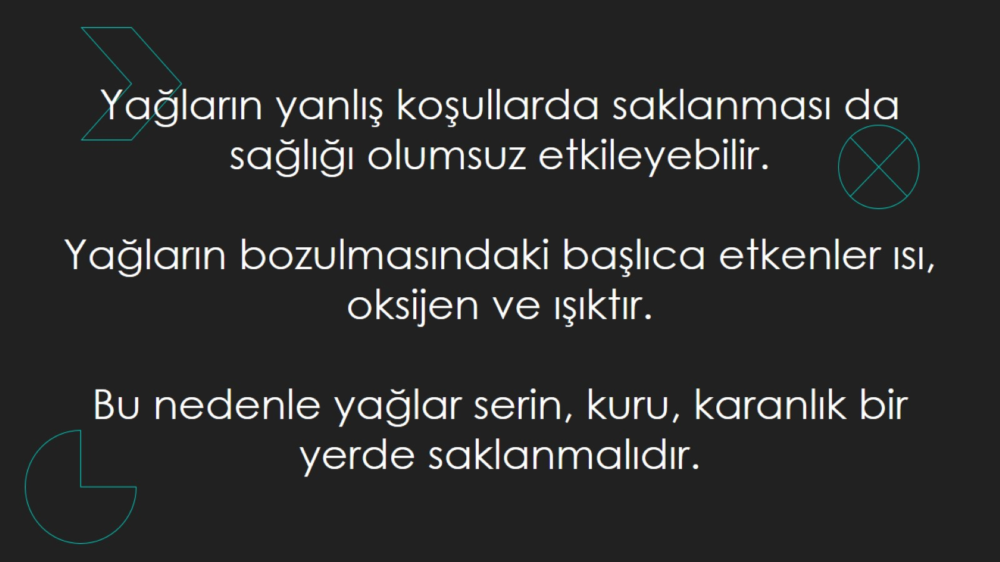 Yağların yanlış koşullarda saklanması da
sağlığı olumsuz etkileyebilir.
Yağların bozulmasındaki başlıca etkenler ısı,
oksijen ve ışıktır.
Bu nedenle yağlar serin, kuru, karanlık bir
yerde saklanmalıdır.